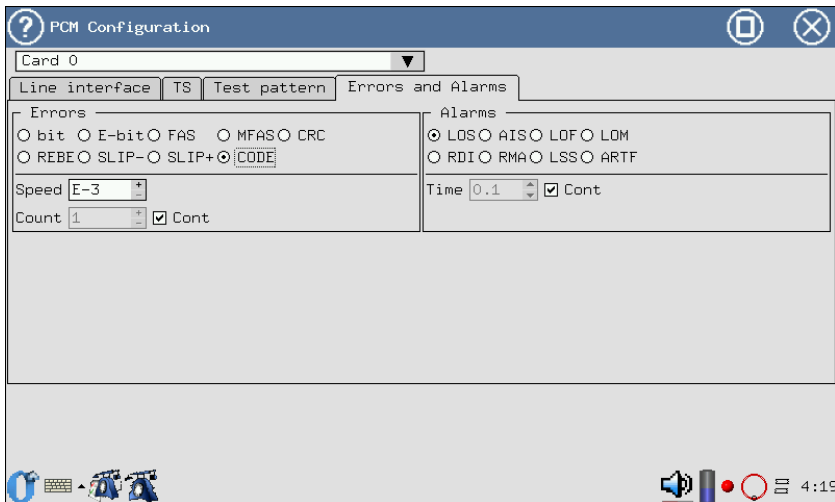 ? PCM Configuration
Card 0
Line interface TS Test pattern Errors and Alarms
Errors
bit E-bit FAS MFAS CRC
REBE SLIP- SLIP+ CODE
Speed E-3
Count 1 Cont
Alarms
LOS AIS LOF LOM
RDI RMA LSS ARTF
Time 0.1 Cont